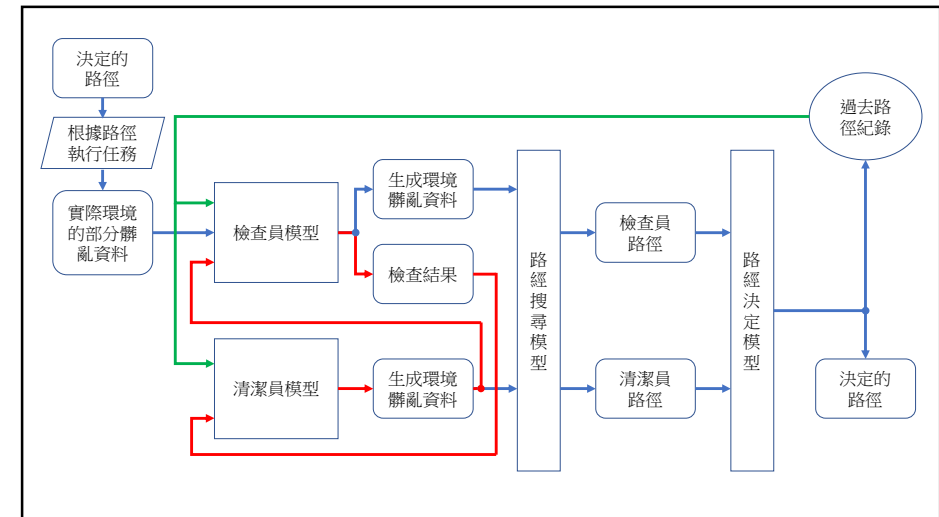 決定的
路徑
根據路徑
執行任務
實際環境
的部分髒
亂資料
檢查員模型
清潔員模型
生成環境
髒亂資料
檢查結果
生成環境
髒亂資料
路經搜尋模型
檢查員
路徑
清潔員
路徑
路經決定模型
過去路
徑紀錄
決定的
路徑